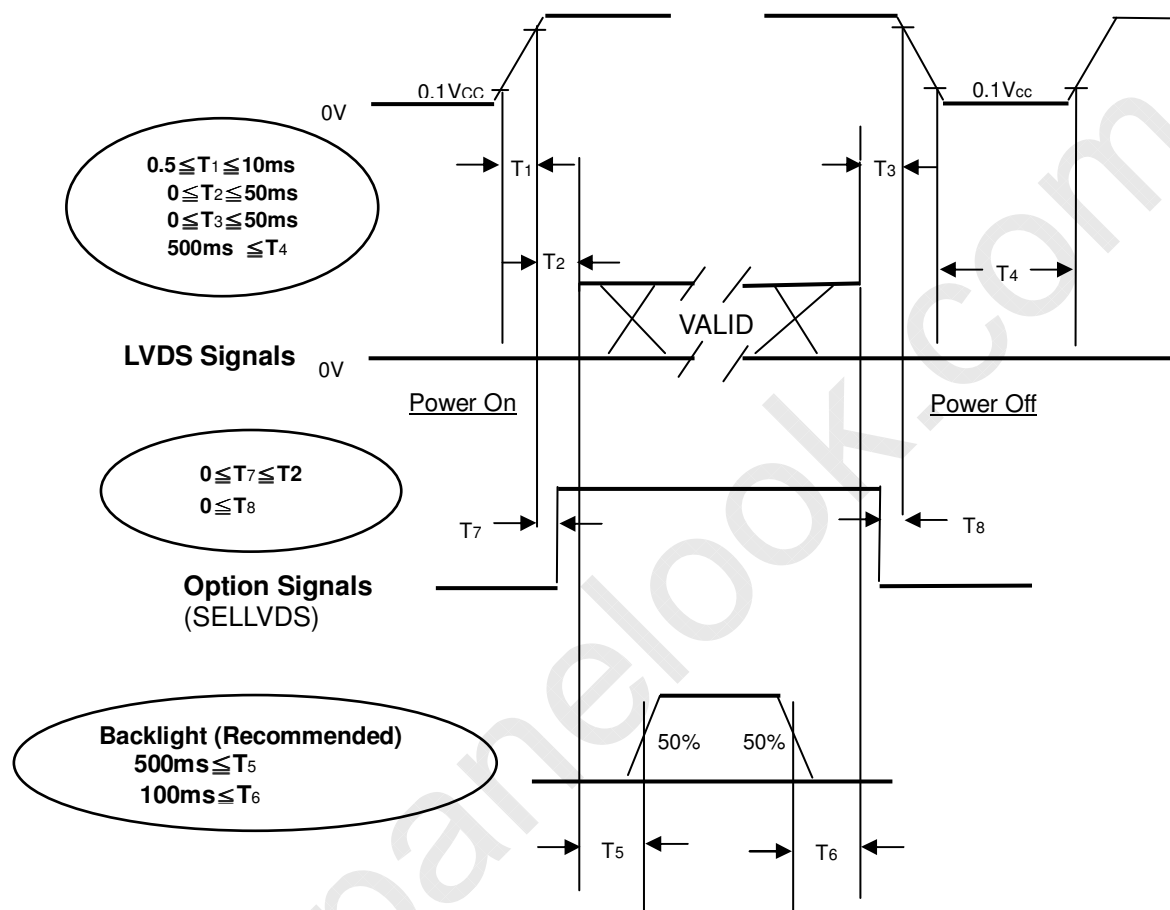 0.1Vcc
0.1Vcc
0V
0.5≦T1≦10ms
0≦T2≦50ms
0≦T3≦50ms
500ms ≦T4
T1
T3
T2
T4
VALID
LVDS Signals
0V
Power On
Power Off
0≦T7≦T2
0≦T8
T7
T8
Option Signals
(SELLVDS)
Backlight (Recommended)
500ms≦T5
100ms≦T6
50%
50%
T5
T6
panelook.com